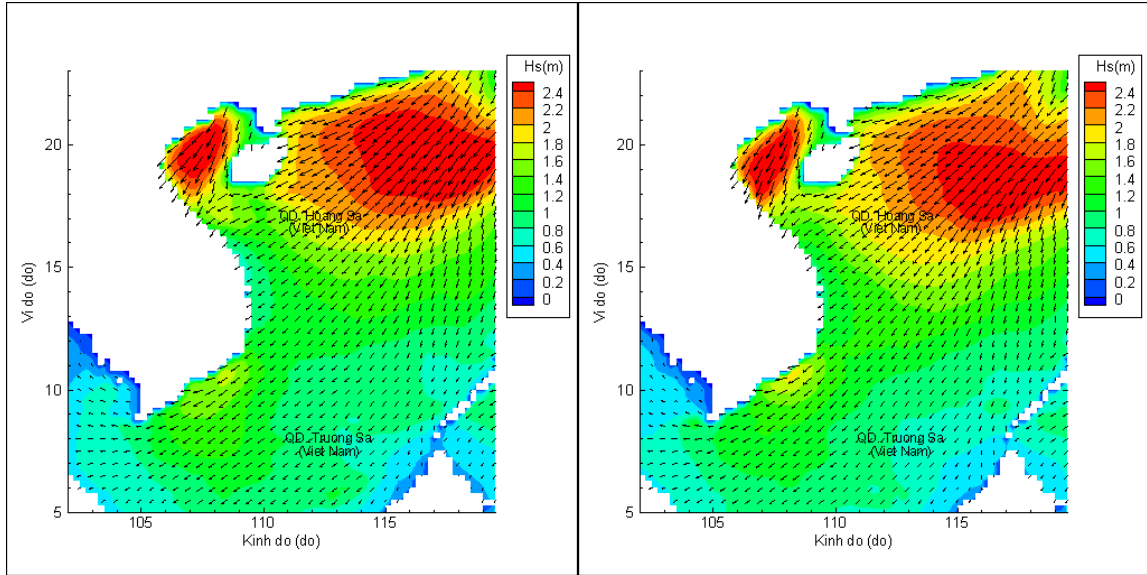 Hs(m)
2.4
2.2
2
1.8
1.6
1.4
1.2
1
0.8
0.6
0.4
0.2
0
20
15
10
5
Vi do (do)
105
110
115
Kinh do (do)
QD. Hoang Sa
(Viet Nam)
QD. Truong Sa
(Viet Nam)
Hs(m)
2.4
2.2
2
1.8
1.6
1.4
1.2
1
0.8
0.6
0.4
0.2
0
20
15
10
5
Vi do (do)
105
110
115
Kinh do (do)
QD. Hoang Sa
(Viet Nam)
QD. Truong Sa
(Viet Nam)